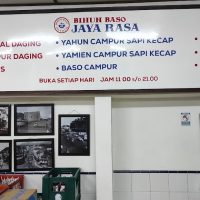 BIHUN BASO
JAYA RASA
DAGING • YAHUN CAMPUR SAPI KECAP
DAGING • YAMIEN CAMPUR SAPI KECAP
• BASO CAMPUR
BUKA SETIAP HARI JAM 11.00 s/o 21.00